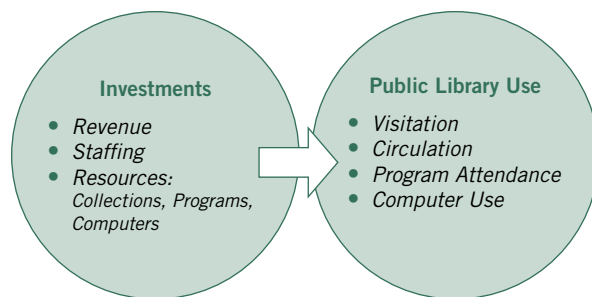 Investments
• Revenue
• Staffing
• Resources:
Collections, Programs,
Computers
Public Library Use
• Visitation
• Circulation
• Program Attendance
• Computer Use